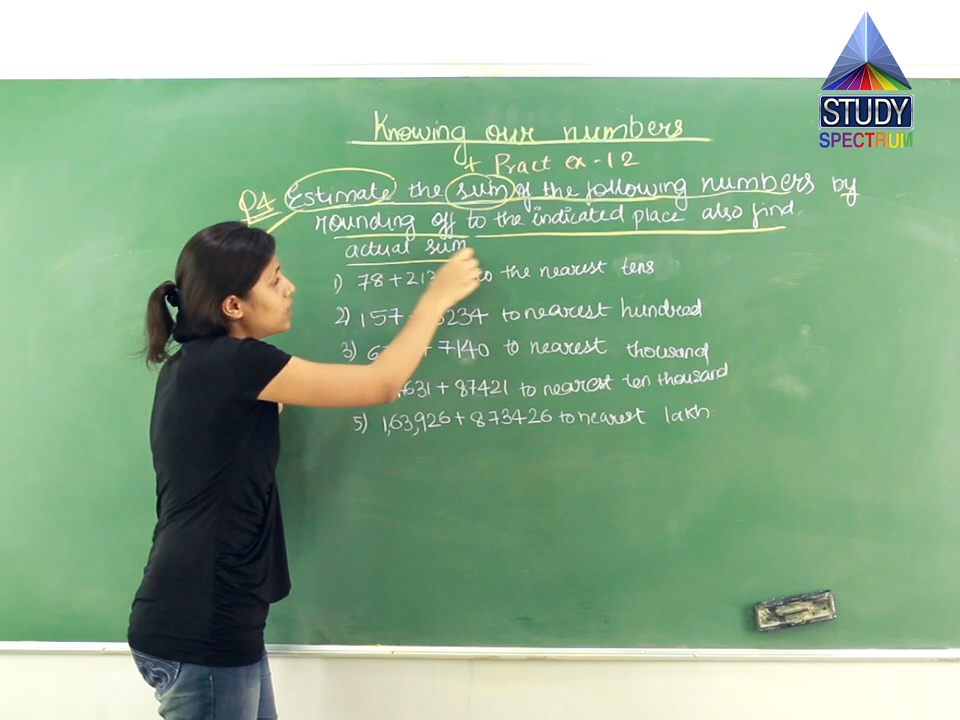 STUDY
SPECTRUM
Knowing our numbers
+ Pract ex-12
Q4 Estimate the sum of the following numbers by
rounding off to the indicated place also find
actual sum
1) 78+ to the nearest tens
2) 157 234 to nearest hundred
3) + 7140 to nearest thousand
631 + 87421 to nearest ten thousand
5) 1,63,926+873426 to nearest lakh